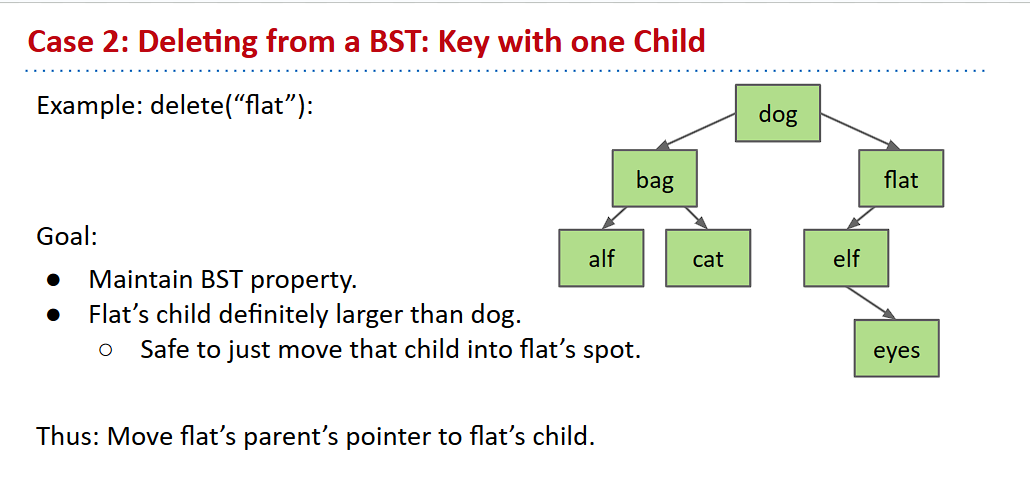 Case 2: Deleting from a BST: Key with one Child
Example: delete(“flat”):
dog
bag
flat
alf
cat
elf
eyes
Goal:
● Maintain BST property.
● Flat’s child definitely larger than dog.
○ Safe to just move that child into flat’s spot.
Thus: Move flat’s parent’s pointer to flat’s child.